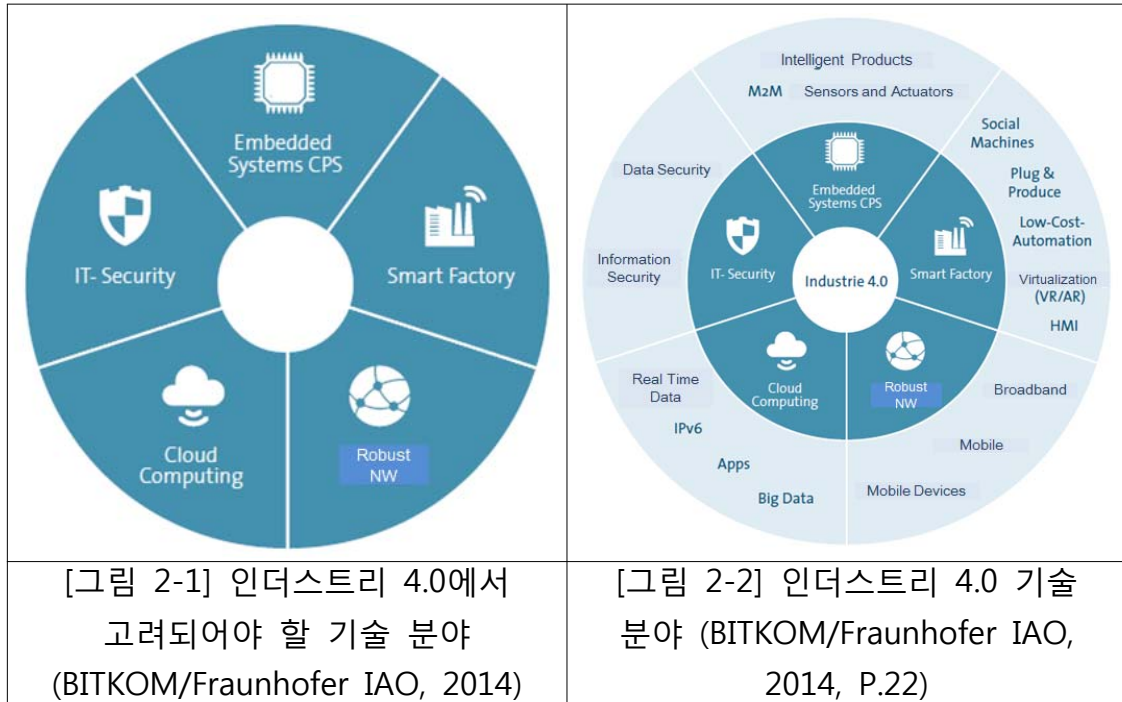 Embedded
Systems CPS
IT- Security
Smart Factory
Cloud
Computing
Robust
NW
[그림 2-1] 인더스트리 4.0에서
고려되어야 할 기술 분야
(BITKOM/Fraunhofer IAO, 2014)
Intelligent Products
M2M
Sensors and Actuators
Social
Machines
Plug &
Produce
Low-Cost-
Automation
Virtualization
(VR/AR)
HMI
Data Security
Information
Security
Embedded
Systems CPS
IT- Security
Industrie 4.0
Smart Factory
Cloud
Computing
Robust
NW
Real Time
Data
IPv6
Apps
Big Data
Broadband
Mobile
Mobile Devices
[그림 2-2] 인더스트리 4.0 기술
분야 (BITKOM/Fraunhofer IAO,
2014, P.22)